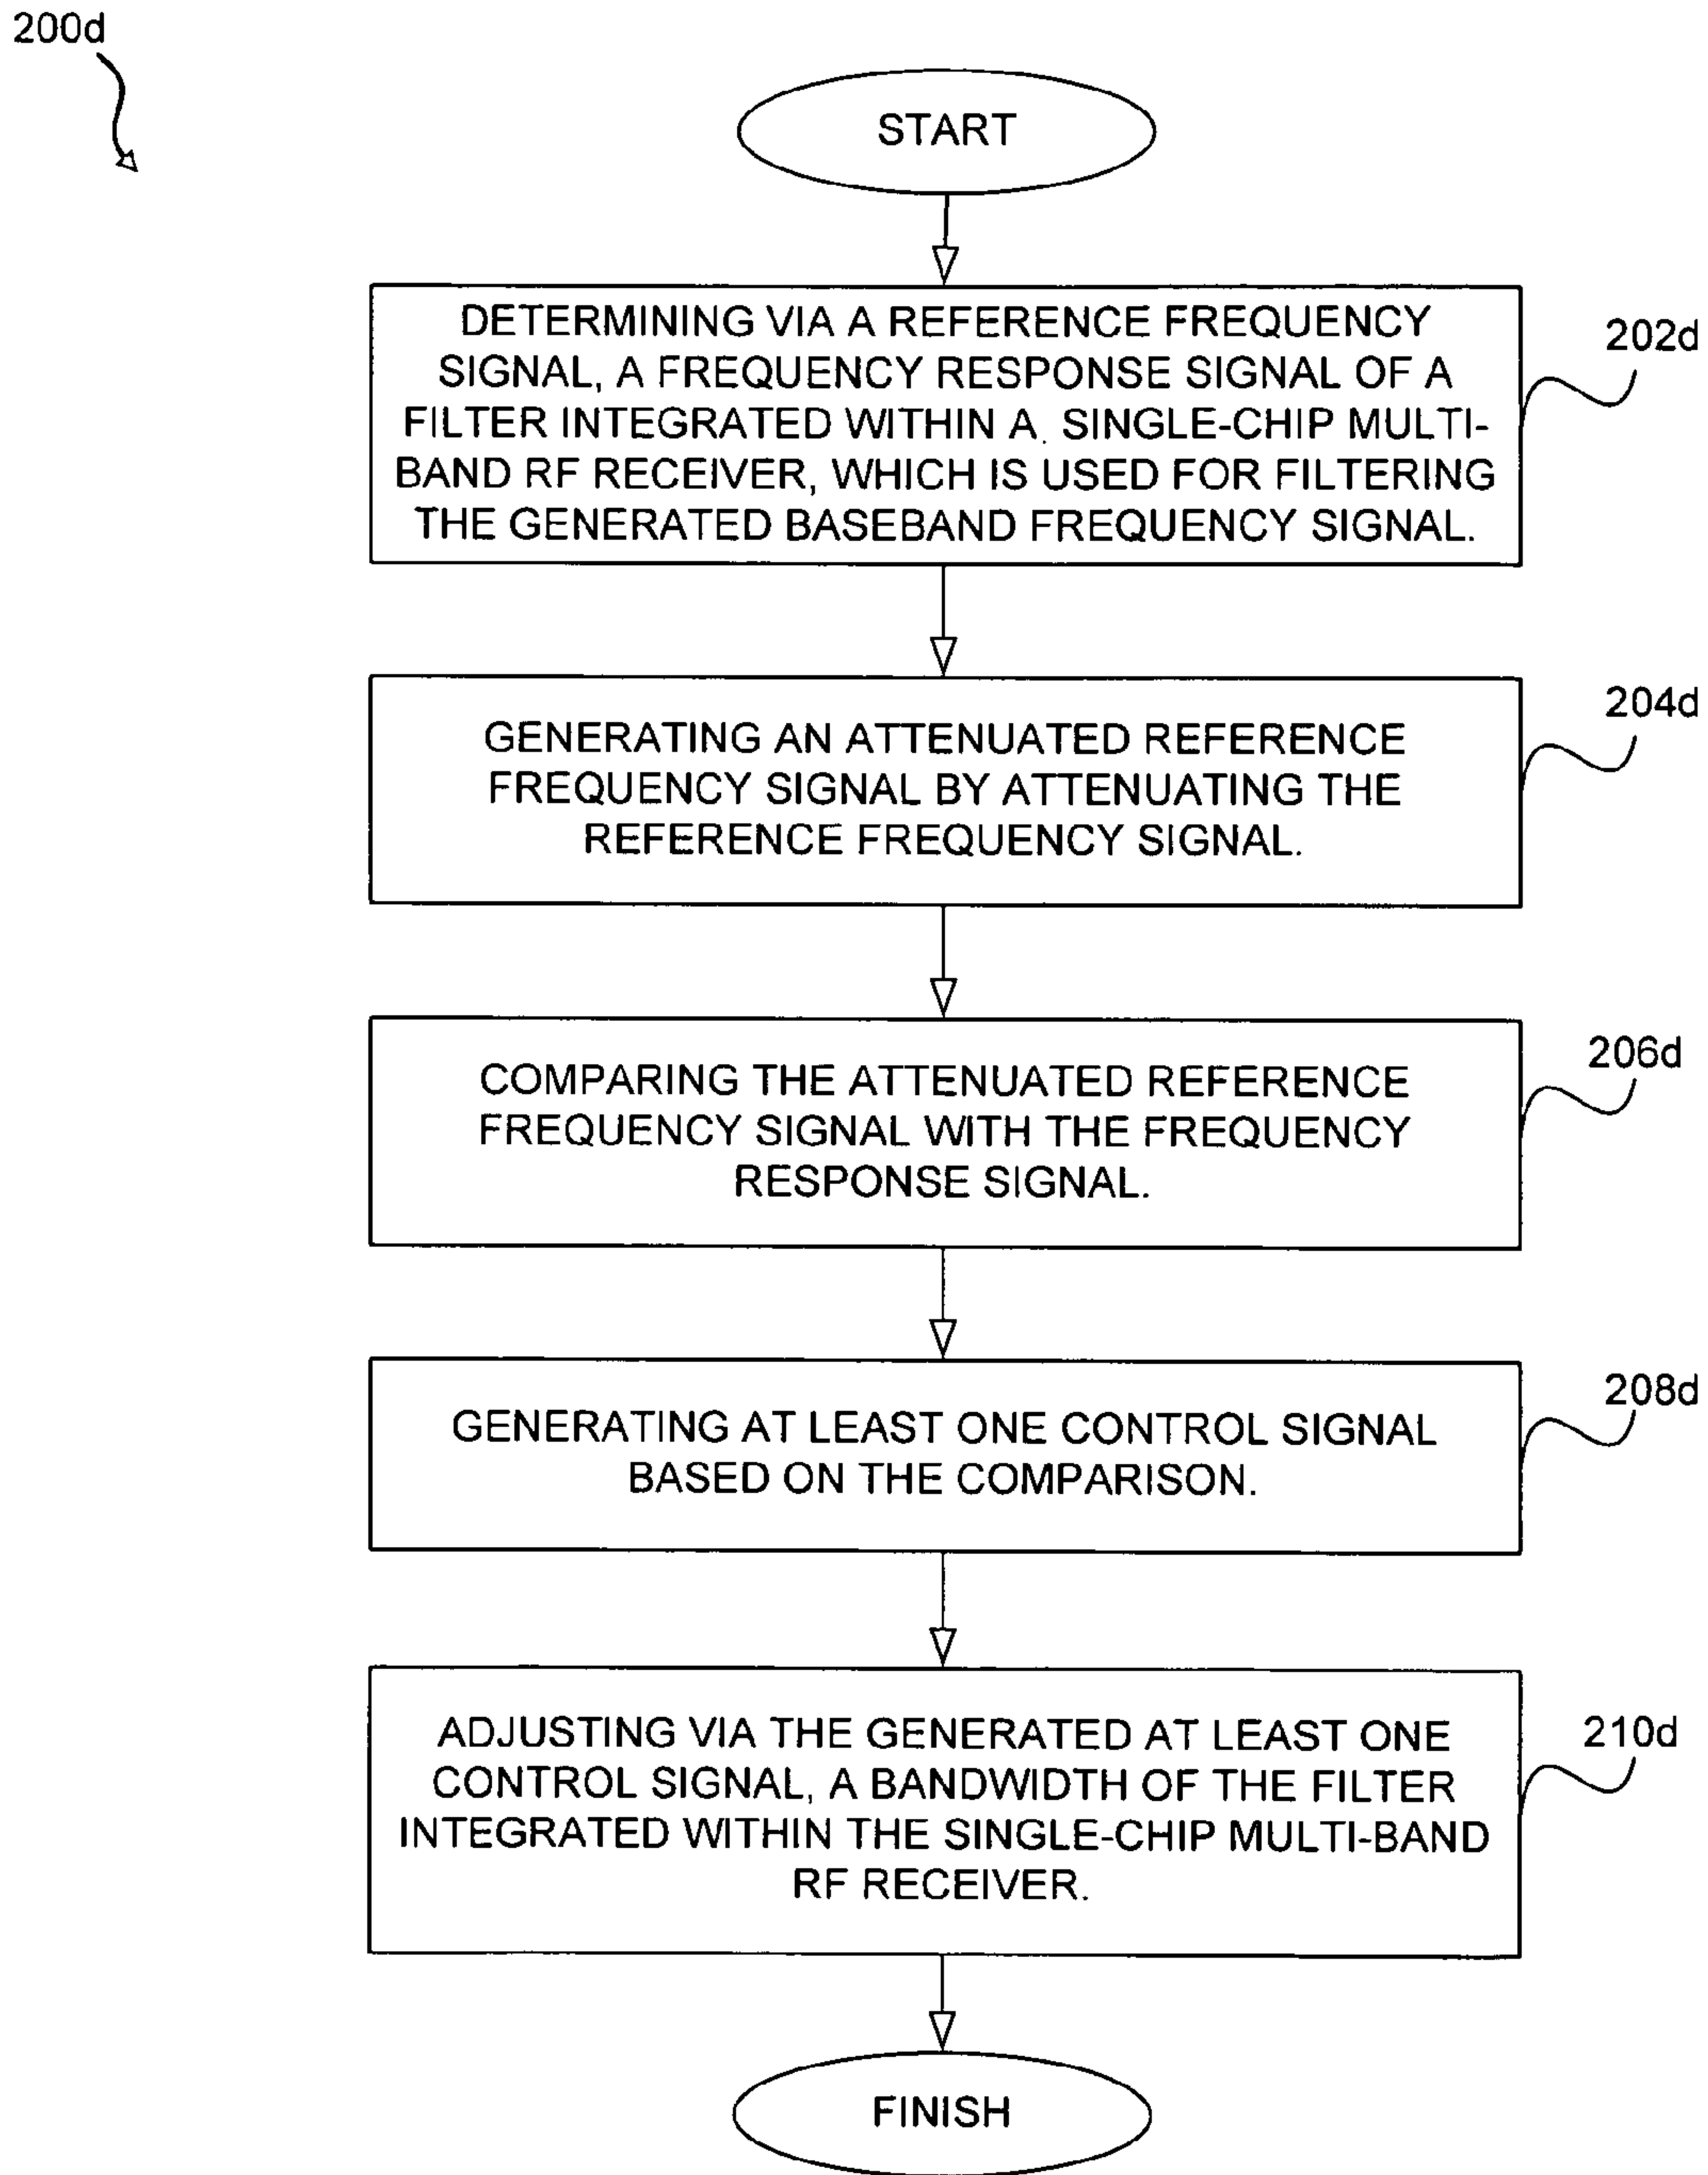 200d
START
DETERMINING VIA A REFERENCE FREQUENCY
SIGNAL, A FREQUENCY RESPONSE SIGNAL OF A
FILTER INTEGRATED WITHIN A. SINGLE-CHIP MULTI-
BAND RF RECEIVER, WHICH IS USED FOR FILTERING
THE GENERATED BASEBAND FREQUENCY SIGNAL.
202d
GENERATING AN ATTENUATED REFERENCE
FREQUENCY SIGNAL BY ATTENUATING THE
REFERENCE FREQUENCY SIGNAL.
204d
COMPARING THE ATTENUATED REFERENCE
FREQUENCY SIGNAL WITH THE FREQUENCY
RESPONSE SIGNAL.
206d
GENERATING AT LEAST ONE CONTROL SIGNAL
BASED ON THE COMPARISON.
208d
ADJUSTING VIA THE GENERATED AT LEAST ONE
CONTROL SIGNAL, A BANDWIDTH OF THE FILTER
INTEGRATED WITHIN THE SINGLE-CHIP MULTI-BAND
RF RECEIVER.
210d
FINISH